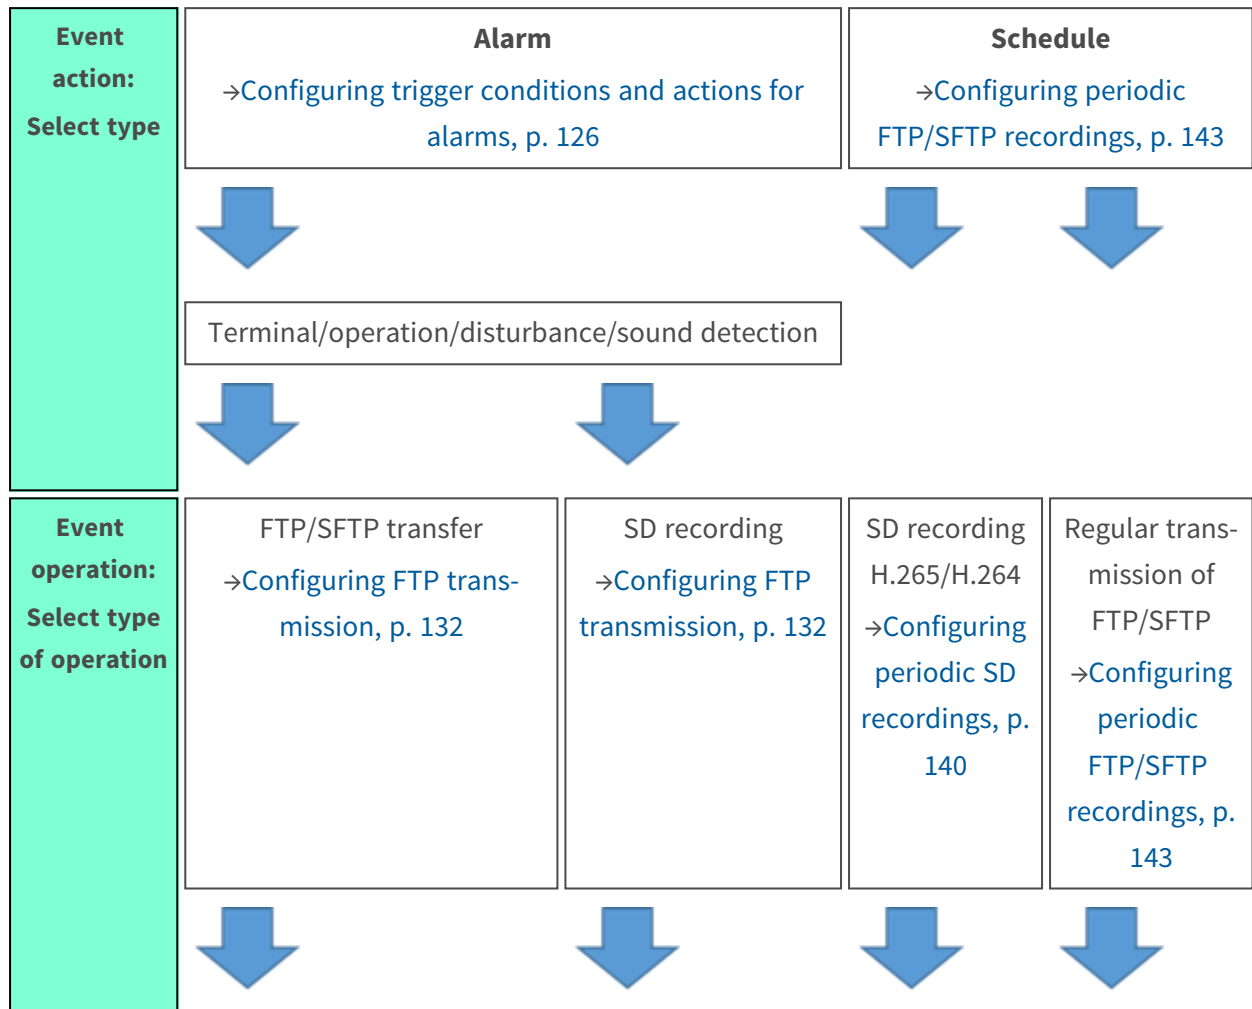 Event
action:
Select type
Alarm
→Configuring trigger conditions and actions for
alarms, p. 126
Schedule
→Configuring periodic
FTP/SFTP recordings, p. 143
Terminal/operation/disturbance/sound detection
Event
operation:
Select type
of operation
FTP/SFTP transfer
→Configuring FTP trans-
mission, p. 132
SD recording
→Configuring FTP
transmission, p. 132
SD recording
H.265/H.264
→Configuring
periodic SD
recordings, p.
140
Regular trans-
mission of
FTP/SFTP
→Configuring
periodic
FTP/SFTP
recordings, p.
143